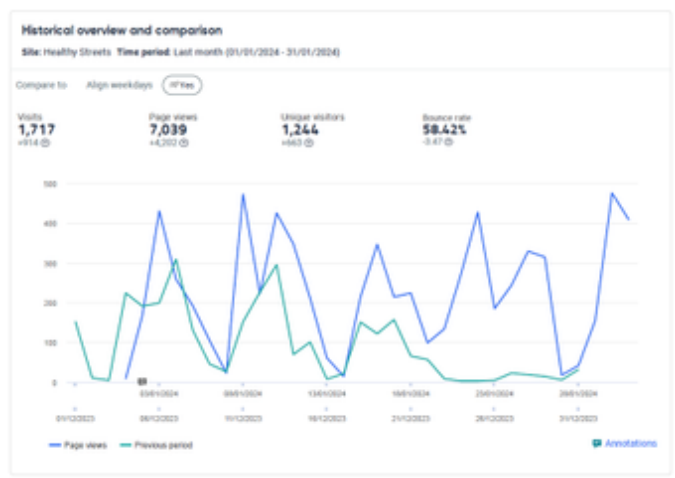 Historical overview and comparison
Site: Healthy Streets Time period: Last month (01/01/2024 - 31/01/2024)
Compare to Align weekdays Yes
Visits Page views Unique visitors Bounce rate
1,717 7,039 1,244 58.42%
+914 +4,202 +663 -3.47
500
400
300
200
100
0
03/01/2024 08/01/2024 13/01/2024 18/01/2024 23/01/2024 28/01/2024
01/12/2023 06/12/2023 11/12/2023 16/12/2023 21/12/2023 26/12/2023 31/12/2023
Page views Previous period Annotations